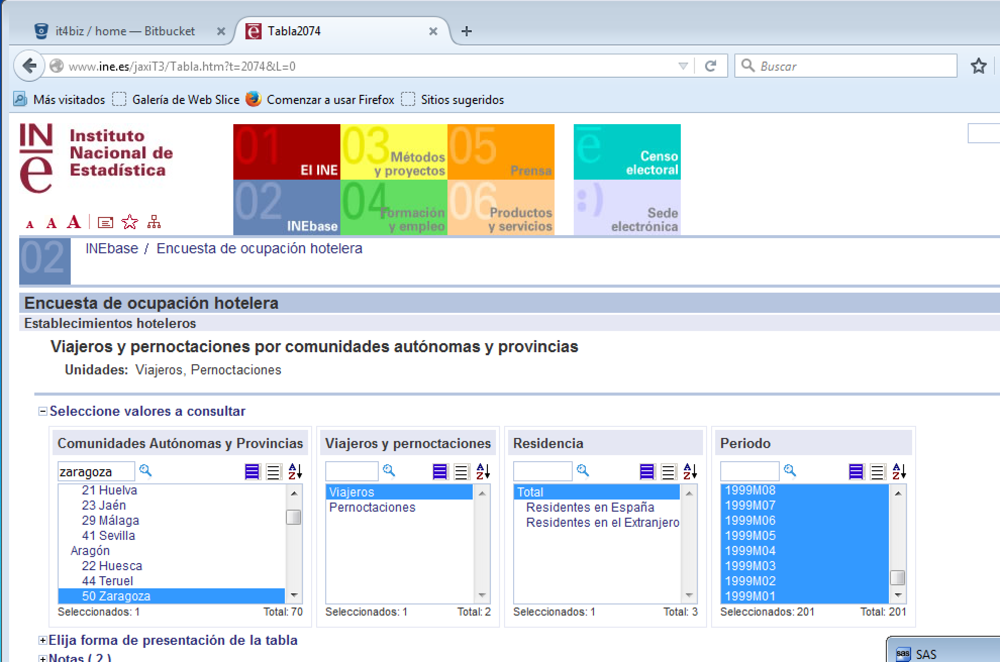 it4biz / home — Bitbucket
Tabla2074
www.ine.es/jaxiT3/Tabla.htm?t=2074&L=0
Buscar
Más visitados
Galería de Web Slice
Comenzar a usar Firefox
Sitios sugeridos
INe
Instituto
Nacional de
Estadística
01
El INE
03
Métodos
y proyectos
05
Prensa
e
Censo
electoral
02
INEbase
04
Formación
y empleo
06
Productos
y servicios
:)
Sede
electrónica
A A A
02
INEbase / Encuesta de ocupación hotelera
Encuesta de ocupación hotelera
Establecimientos hoteleros
Viajeros y pernoctaciones por comunidades autónomas y provincias
Unidades: Viajeros, Pernoctaciones
Seleccione valores a consultar
Comunidades Autónomas y Provincias
zaragoza
AZ
21 Huelva
23 Jaén
29 Málaga
41 Sevilla
Aragón
22 Huesca
44 Teruel
50 Zaragoza
Seleccionados: 1 Total: 70
Viajeros y pernoctaciones
AZ
Viajeros
Pernoctaciones
Seleccionados: 1 Total: 2
Residencia
AZ
Total
Residentes en España
Residentes en el Extranjero
Seleccionados: 1 Total: 3
Periodo
AZ
1999M08
1999M07
1999M06
1999M05
1999M04
1999M03
1999M02
1999M01
Seleccionados: 201 Total: 201
Elija forma de presentación de la tabla
Notas ( 2 )
sas SAS